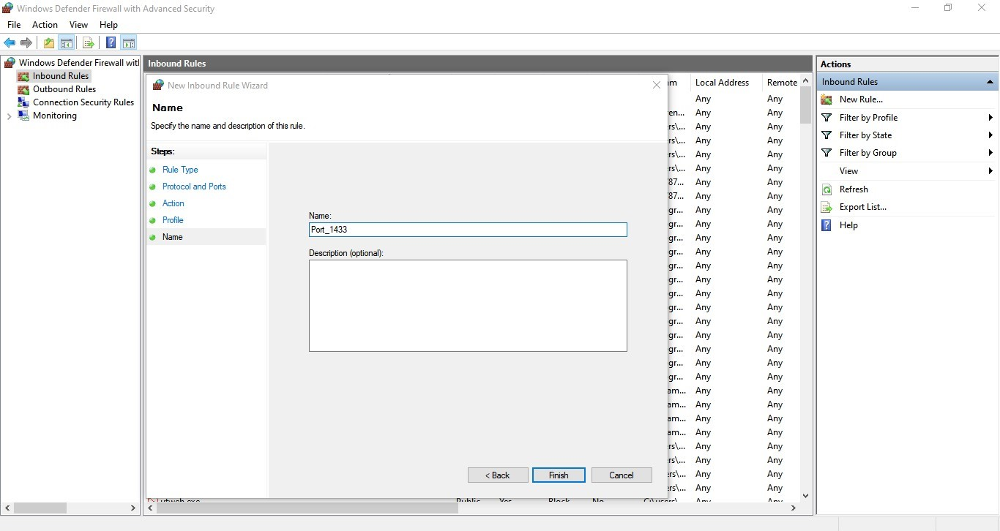 Windows Defender Firewall with Advanced Security
File Action View Help
Windows Defender Firewall with
Inbound Rules
Outbound Rules
Connection Security Rules
Monitoring
Inbound Rules
New Inbound Rule Wizard
Name
Specify the name and description of this rule.
Steps:
Rule Type
Protocol and Ports
Action
Profile
Name
Name:
Port_1433
Description (optional):
< Back Finish Cancel
am Local Address Remote
Any Any
ren... Any Any
ers\... Any Any
ers\... Any Any
ers\... Any Any
ers\... Any Any
787... Any Any
787... Any Any
gr... Any Any
gr... Any Any
gr... Any Any
gr... Any Any
gr... Any Any
gr... Any Any
gr... Any Any
gr... Any Any
gr... Any Any
gr... Any Any
gr... Any Any
gr... Any Any
gr... Any Any
am... Any Any
am... Any Any
am... Any Any
am... Any Any
ers\... Any Any
ers\... Any Any
ers\... Any Any
ers\... Any Any
utweb.exe Public Yes Block No C:\users\...
Actions
Inbound Rules
New Rule...
Filter by Profile
Filter by State
Filter by Group
View
Refresh
Export List...
Help